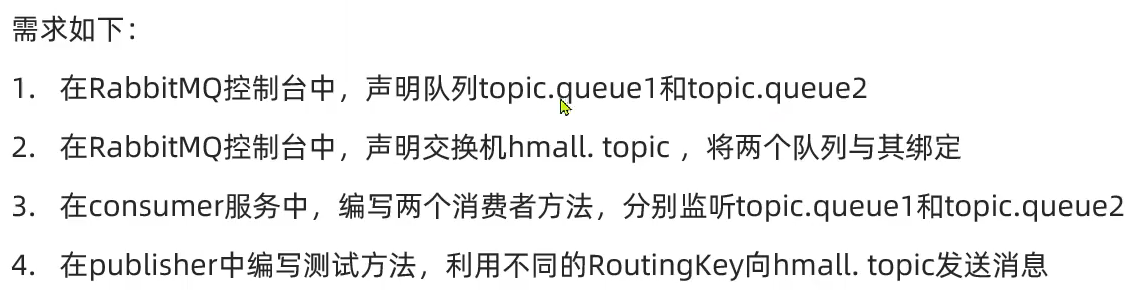 需求如下：
1. 在RabbitMQ控制台中，声明队列topic.queue1和topic.queue2
2. 在RabbitMQ控制台中，声明交换机hmall. topic ，将两个队列与其绑定
3. 在consumer服务中，编写两个消费者方法，分别监听topic.queue1和topic.queue2
4. 在publisher中编写测试方法，利用不同的RoutingKey向hmall. topic发送消息